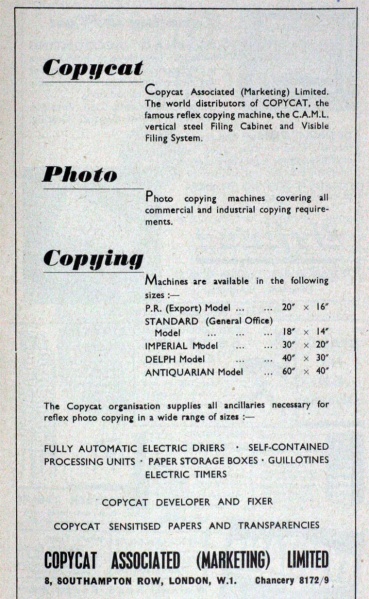 Copycat
Copycat Associated (Marketing) Limited.
The world distributors of COPYCAT, the
famous reflex copying machine, the C.A.M.L.
vertical steel Filing Cabinet and Visible
Filing System.
Photo
Photo copying machines covering all
commercial and industrial copying require-
ments.
Copying
Machines are available in the following
sizes :—
P.R. (Export) Model ... ... 20″ × 16″
STANDARD (General Office)
Model ... ... 18″ × 14″
IMPERIAL Model ... ... 30″ × 20″
DELPH Model ... ... 40″ × 30″
ANTIQUARIAN Model ... 60″ × 40″
The Copycat organisation supplies all ancillaries necessary for
reflex photo copying in a wide range of sizes :—
FULLY AUTOMATIC ELECTRIC DRIERS · SELF-CONTAINED
PROCESSING UNITS · PAPER STORAGE BOXES · GUILLOTINES
ELECTRIC TIMERS
COPYCAT DEVELOPER AND FIXER
COPYCAT SENSITISED PAPERS AND TRANSPARENCIES
COPYCAT ASSOCIATED (MARKETING) LIMITED
8, SOUTHAMPTON ROW, LONDON, W.1. Chancery 8172/9